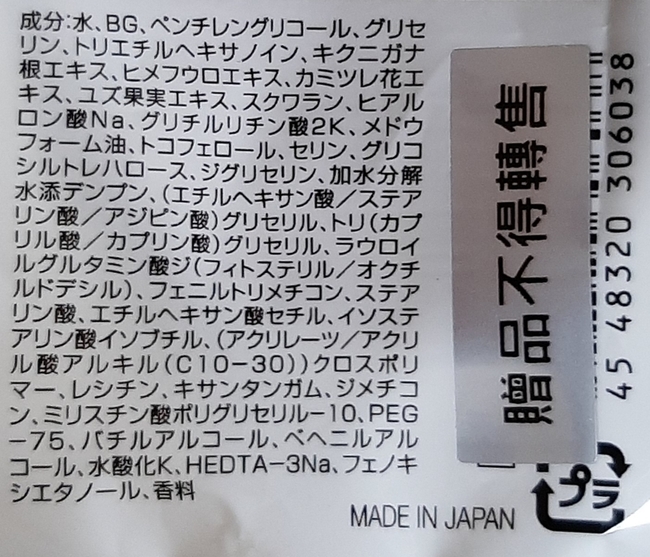 成分:水、BG、ペンチレングリコール、グリセ
リン、トリエチルヘキサノイン、キクニガナ
根エキス、ヒメフウロエキス、カミツレ花エ
キス、ユズ果実エキス、スクワラン、ヒアル
ロン酸Na、グリチルリチン酸2K、メドウ
フォーム油、トコフェロール、セリン、グリコ
シルトレハロース、ジグリセリン、加水分解
水添デンプン、(エチルヘキサン酸/ステア
リン酸/アジピン酸)グリセリル、トリ(カプ
リル酸/カプリン酸)グリセリル、ラウロイ
ルグルタミン酸ジ(フィトステリル/オクチ
ルドデシル)、フェニルトリメチコン、ステア
リン酸、エチルヘキサン酸セチル、イソステ
アリン酸イソブチル、(アクリレーツ/アクリ
ル酸アルキル(C10-30))クロスポリ
マー、レシチン、キサンタンガム、ジメチコ
ン、ミリスチン酸ポリグリセリル-10、PEG
-75、バチルアルコール、ベヘニルアル
コール、水酸化K、HEDTA-3Na、フェノキ
シエタノール、香料
MADE IN JAPAN
贈品不得轉售
45 48320 306038
プラ